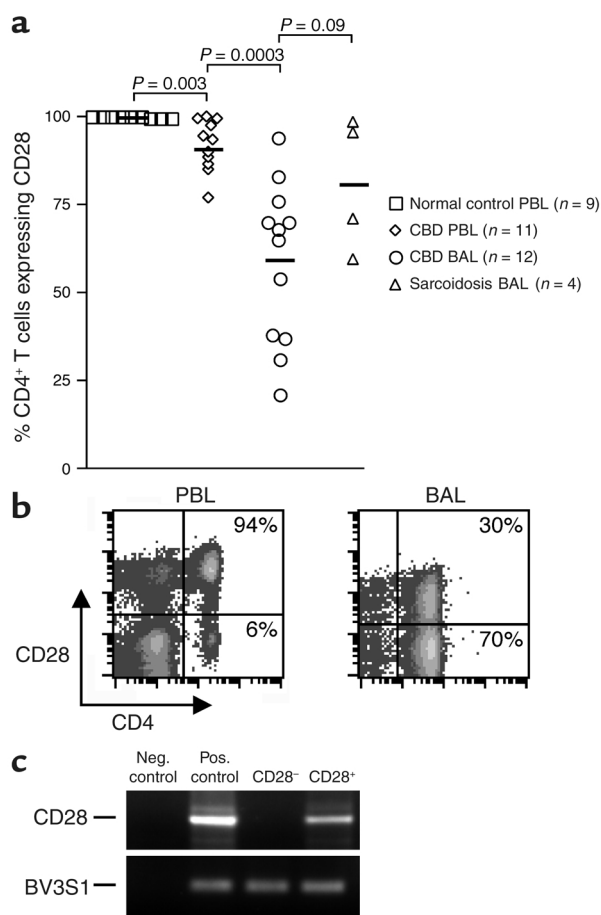 a
P = 0.09
P = 0.0003
P = 0.003
% CD4⁺ T cells expressing CD28
100
75
50
25
0
Normal control PBL (n = 9)
CBD PBL (n = 11)
CBD BAL (n = 12)
Sarcoidosis BAL (n = 4)
b
PBL
BAL
94%
6%
30%
70%
CD28
CD4
c
Neg.
control
Pos.
control
CD28⁻
CD28⁺
CD28
BV3S1